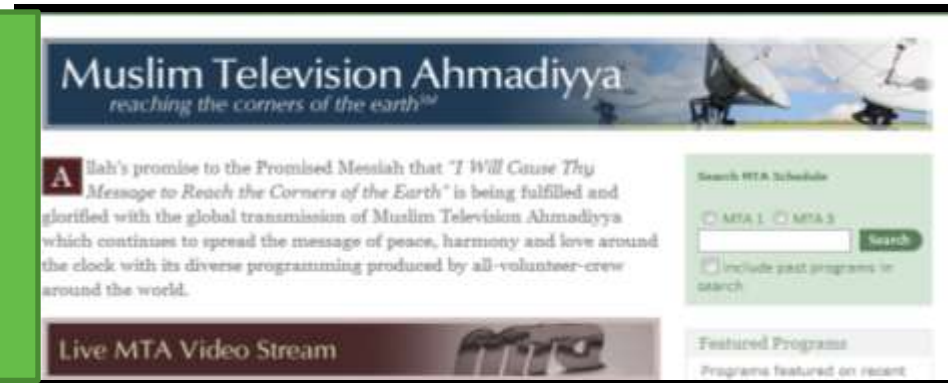 Muslim Television Ahmadiyya
reaching the corners of the earth℠
Allah's promise to the Promised Messiah that "I Will Cause Thy
Message to Reach the Corners of the Earth" is being fulfilled and
glorified with the global transmission of Muslim Television Ahmadiyya
which continues to spread the message of peace, harmony and love around
the clock with its diverse programming produced by all-volunteer-crew
around the world.
Search MTA Schedule
MTA 1 MTA 3
Search
Include past programs in
search
Live MTA Video Stream
mta
Featured Programs
Programs featured on recent